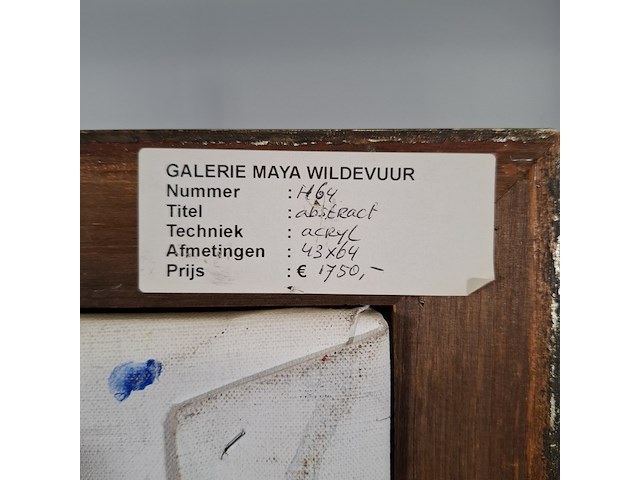 GALERIE MAYA WILDEVUUR
Nummer : H64
Titel : abstract
Techniek : acryl
Afmetingen : 43x64
Prijs : € 1750,-